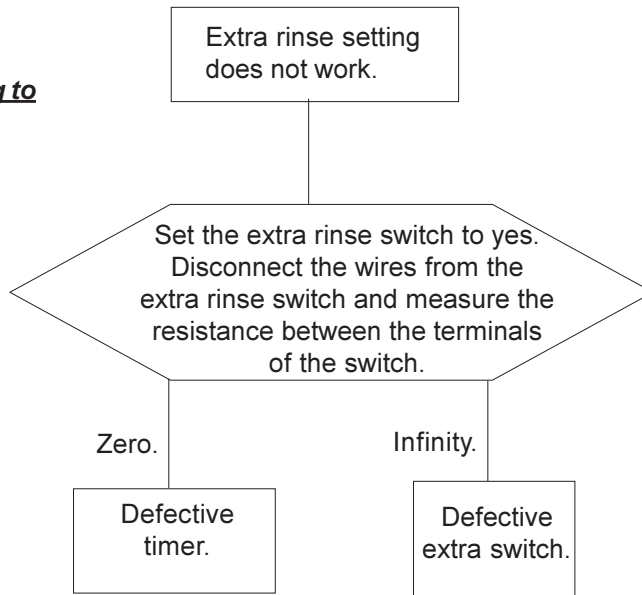 Extra rinse setting
does not work.
g to
Set the extra rinse switch to yes.
Disconnect the wires from the
extra rinse switch and measure the
resistance between the terminals
of the switch.
Zero.
Infinity.
Defective
timer.
Defective
extra switch.